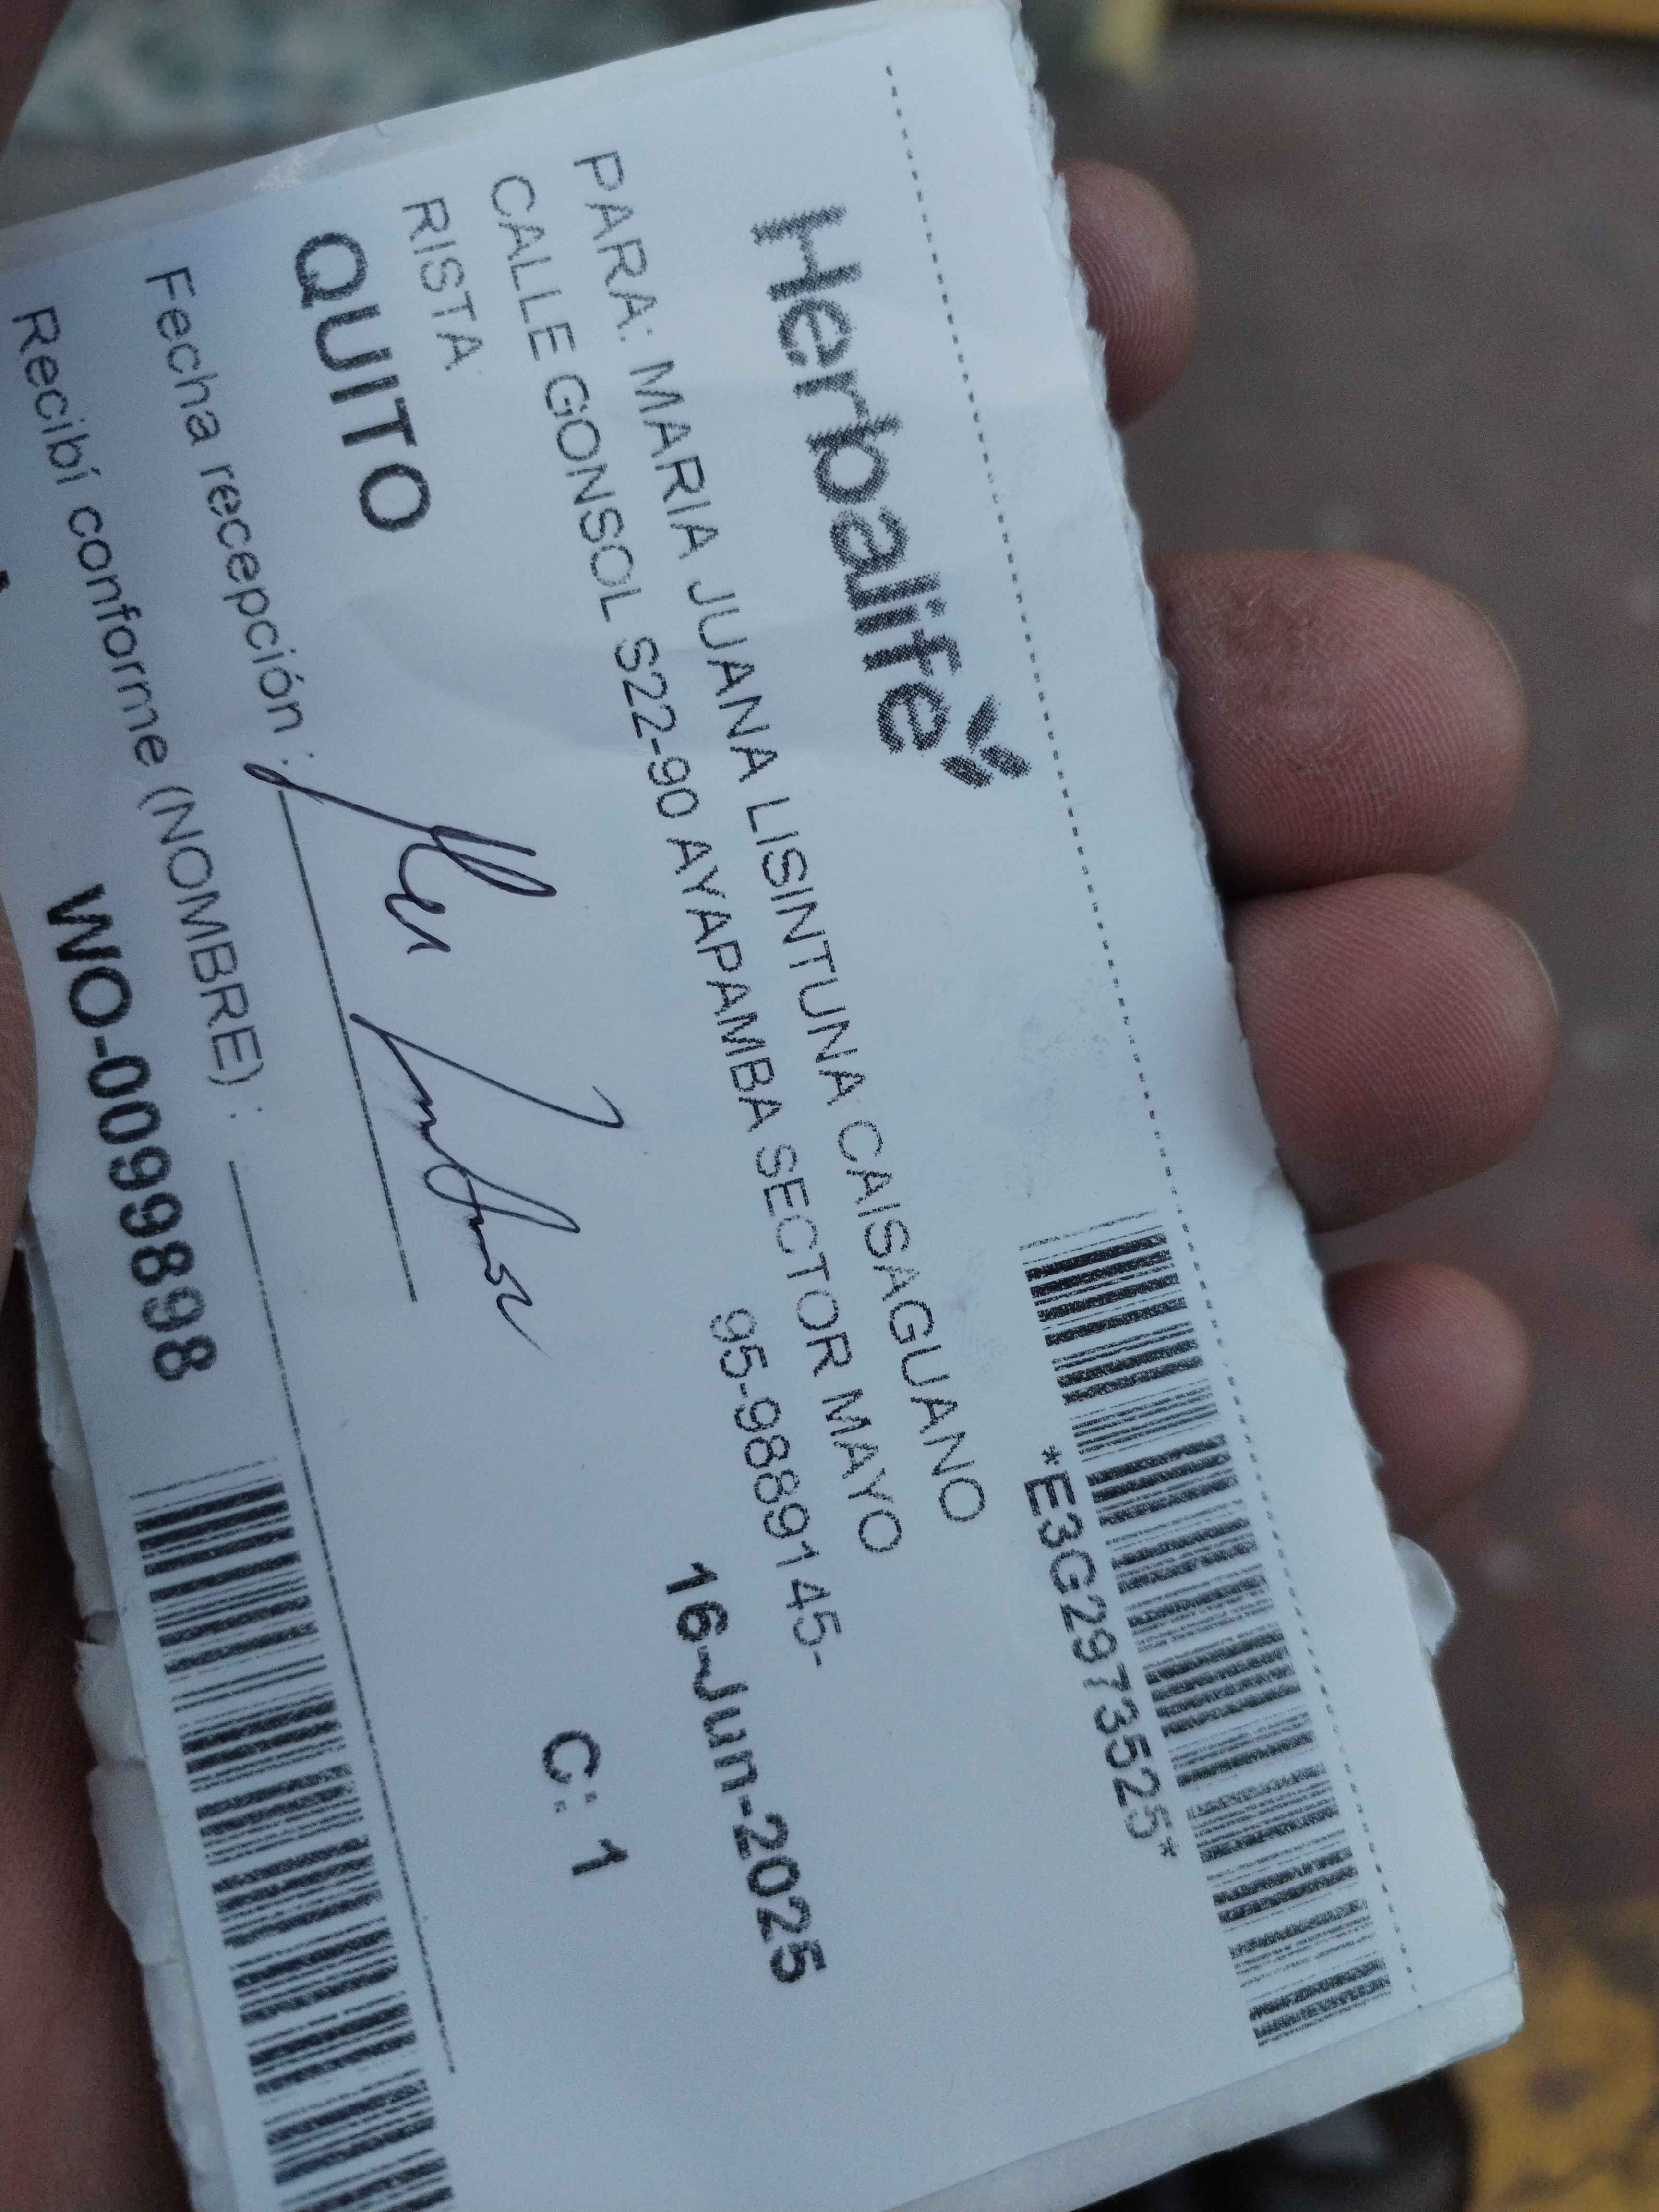 Herbalife
*E3G2973525*
PARA: MARIA JUANA LISINTUNA CAISAGUANO
CALLE GONSOL S22-90 AYAPAMBA SECTOR MAYO
RISTA
95-9889145-
QUITO
16-Jun-2025
C: 1
Fecha recepción :
Recibí conforme (NOMBRE) :
WO-0099898